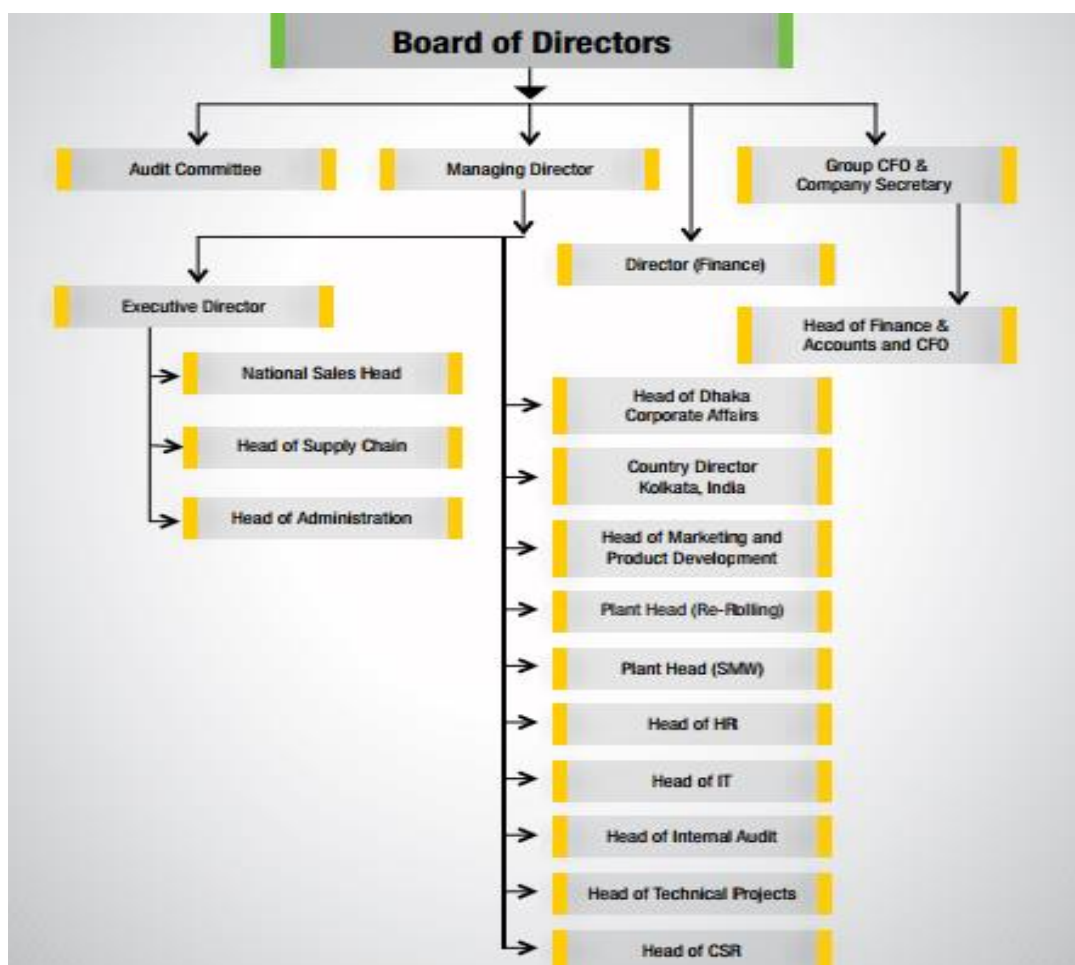 Board of Directors
Audit Committee
Managing Director
Group CFO &
Company Secretary
Director (Finance)
Executive Director
Head of Finance &
Accounts and CFO
National Sales Head
Head of Supply Chain
Head of Administration
Head of Dhaka
Corporate Affairs
Country Director
Kolkata, India
Head of Marketing and
Product Development
Plant Head (Re-Rolling)
Plant Head (SMW)
Head of HR
Head of IT
Head of Internal Audit
Head of Technical Projects
Head of CSR